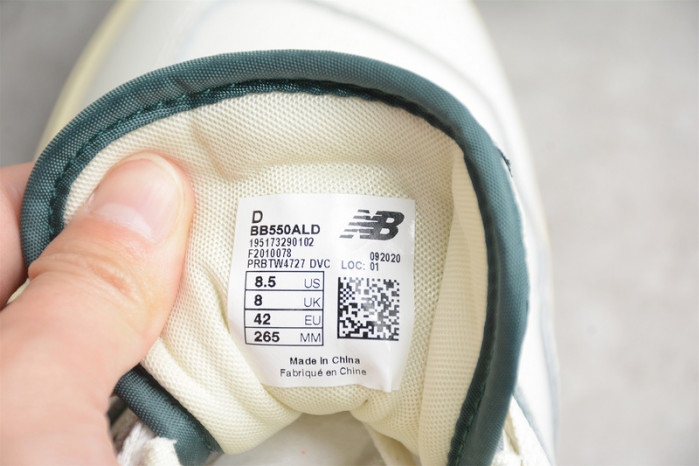 D
BB550ALD
195173290102
F2010078
PRBTW4727 DVC
NB
092020
LOC: 01
8.5 US
8 UK
42 EU
265 MM
Made in China
Fabriqué en Chine